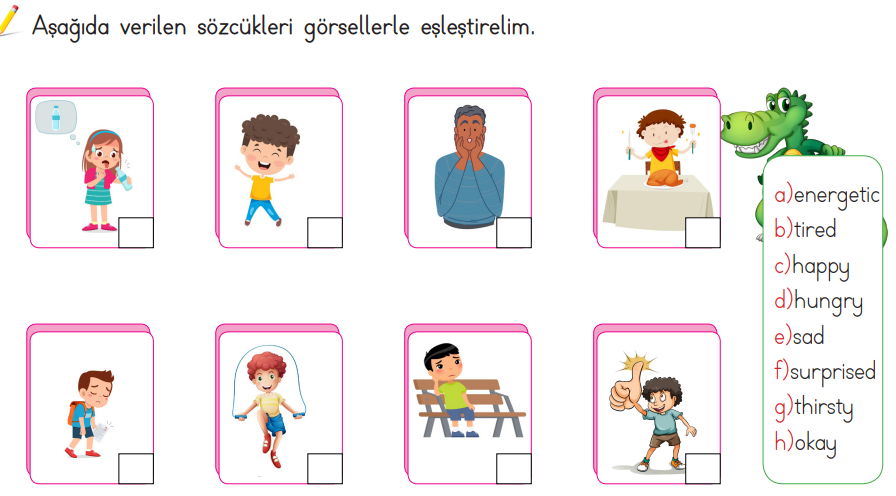 Aşağıda verilen sözcükleri görsellerle eşleştirelim.
a)energetic
b)tired
c)happy
d)hungry
e)sad
f)surprised
g)thirsty
h)okay